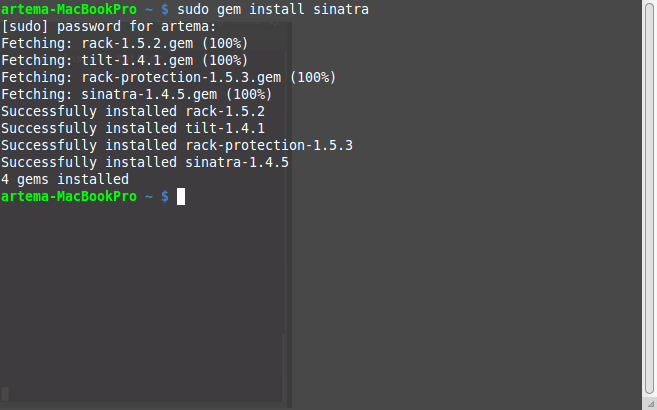 artema-MacBookPro ~ $ sudo gem install sinatra
[sudo] password for artema:
Fetching: rack-1.5.2.gem (100%)
Fetching: tilt-1.4.1.gem (100%)
Fetching: rack-protection-1.5.3.gem (100%)
Fetching: sinatra-1.4.5.gem (100%)
Successfully installed rack-1.5.2
Successfully installed tilt-1.4.1
Successfully installed rack-protection-1.5.3
Successfully installed sinatra-1.4.5
4 gems installed
artema-MacBookPro ~ $